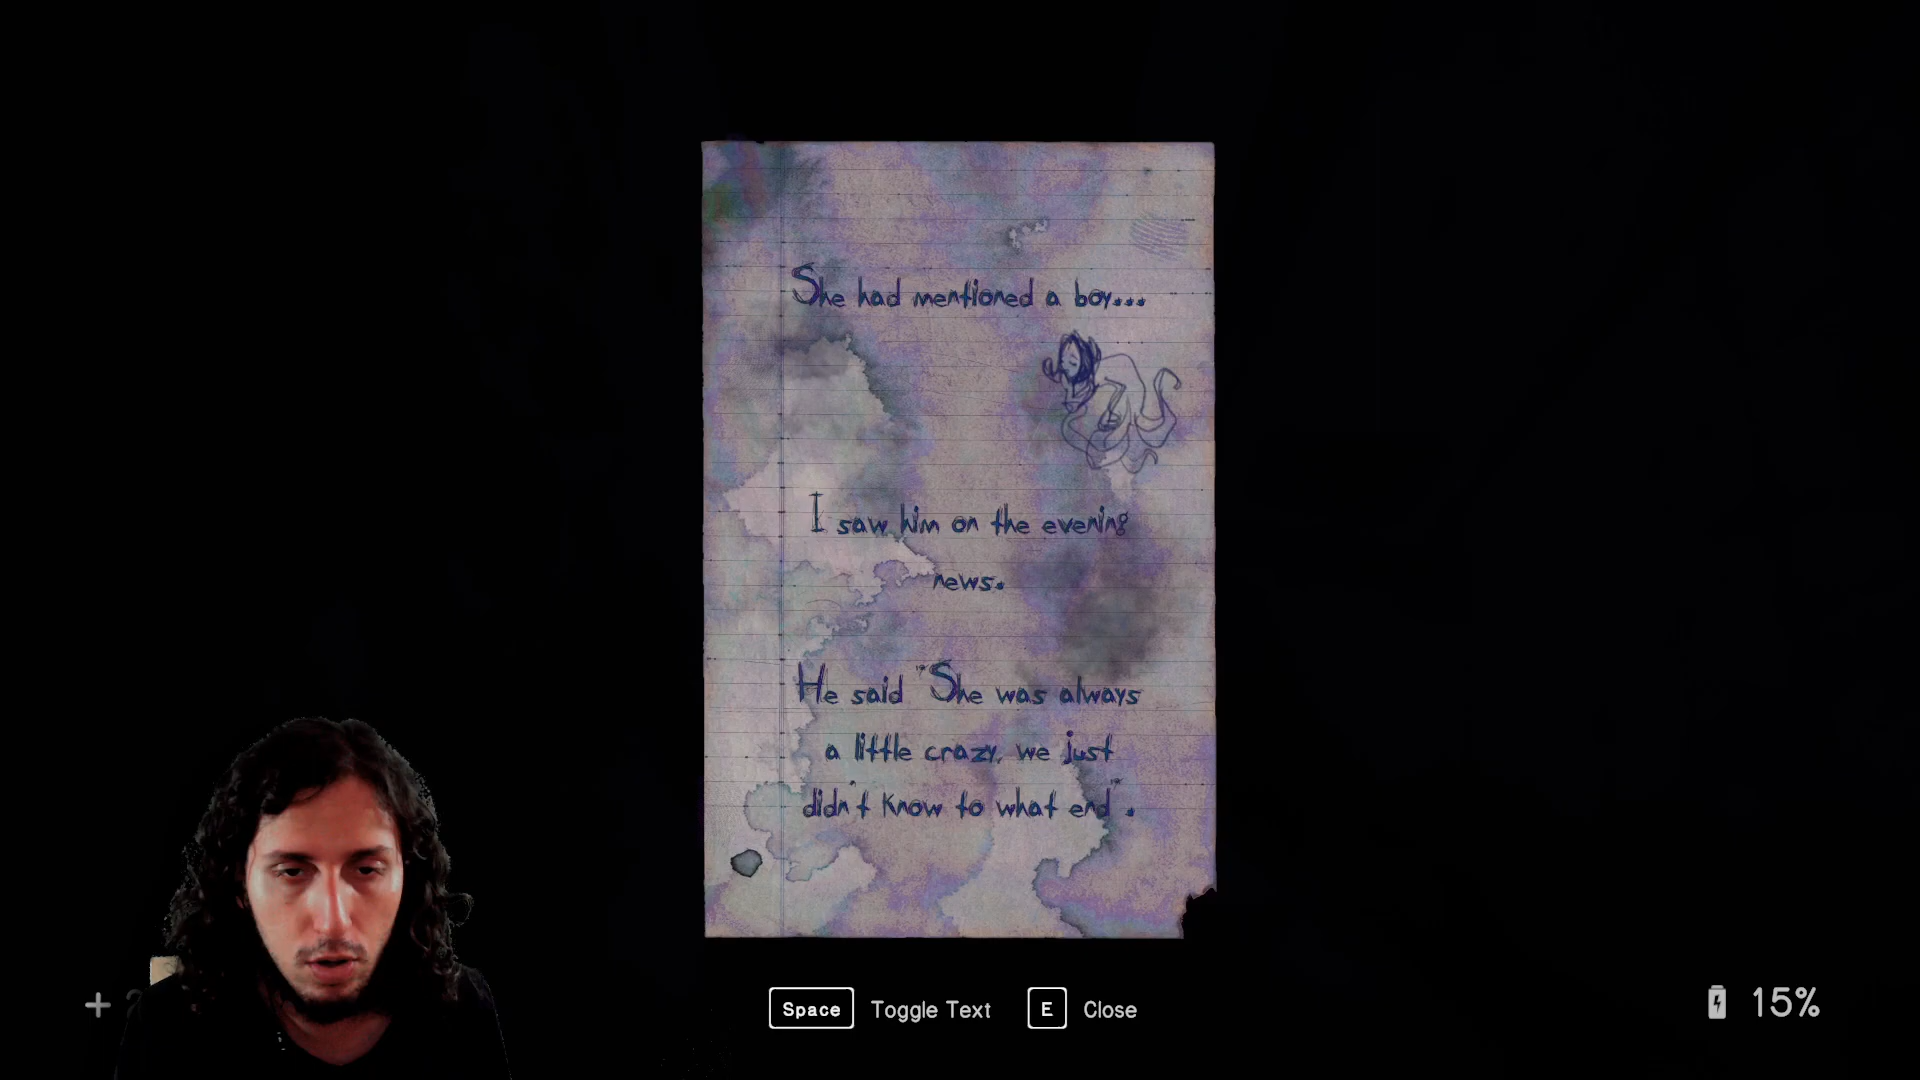 She had mentioned a boy...
I saw him on the evening
news.
He said "She was always
a little crazy, we just
didn't know to what end".
Space Toggle Text E Close
15%